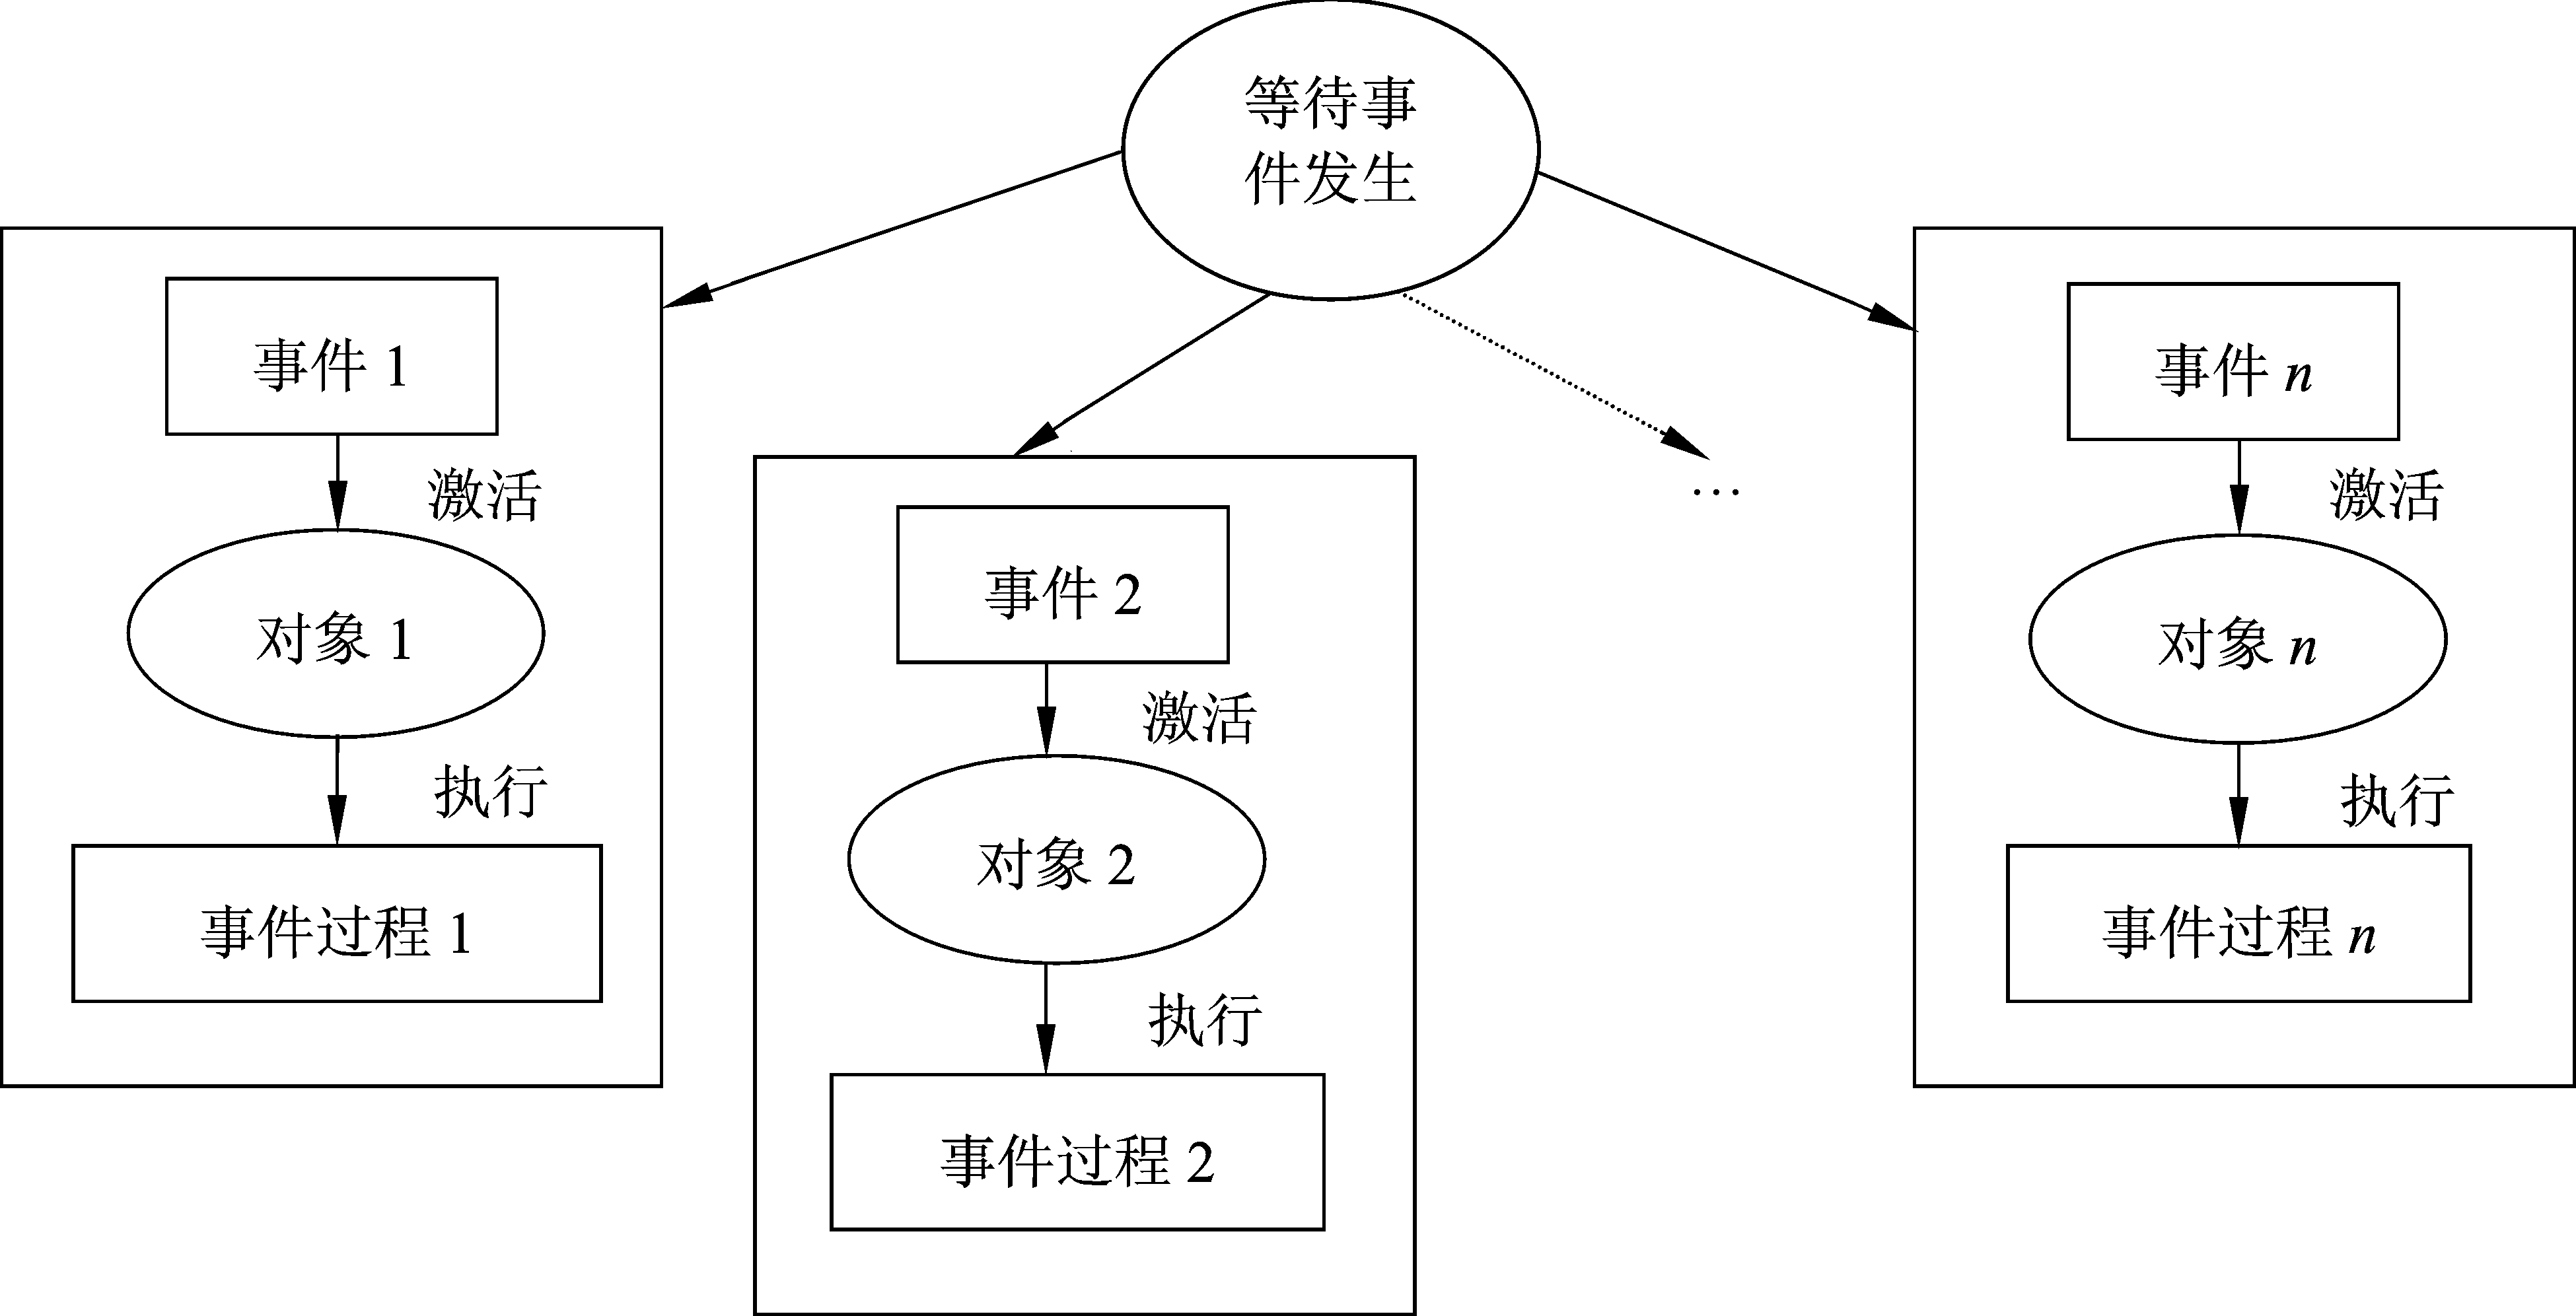 等待事
件发生
事件 1
激活
对象 1
执行
事件过程 1
事件 2
激活
对象 2
执行
事件过程 2
…
事件 n
激活
对象 n
执行
事件过程 n